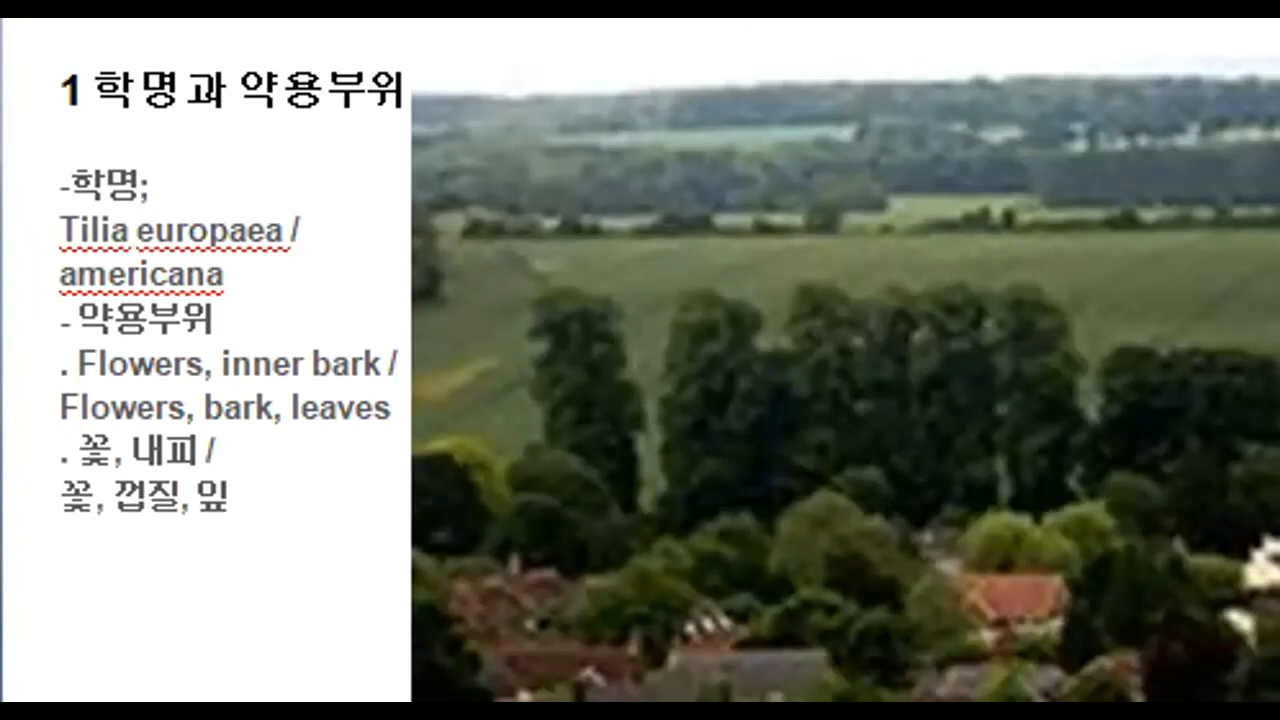 1 학명과 약용부위
-학명;
Tilia europaea /
americana
- 약용부위
. Flowers, inner bark /
Flowers, bark, leaves
. 꽃, 내피 /
꽃, 껍질, 잎